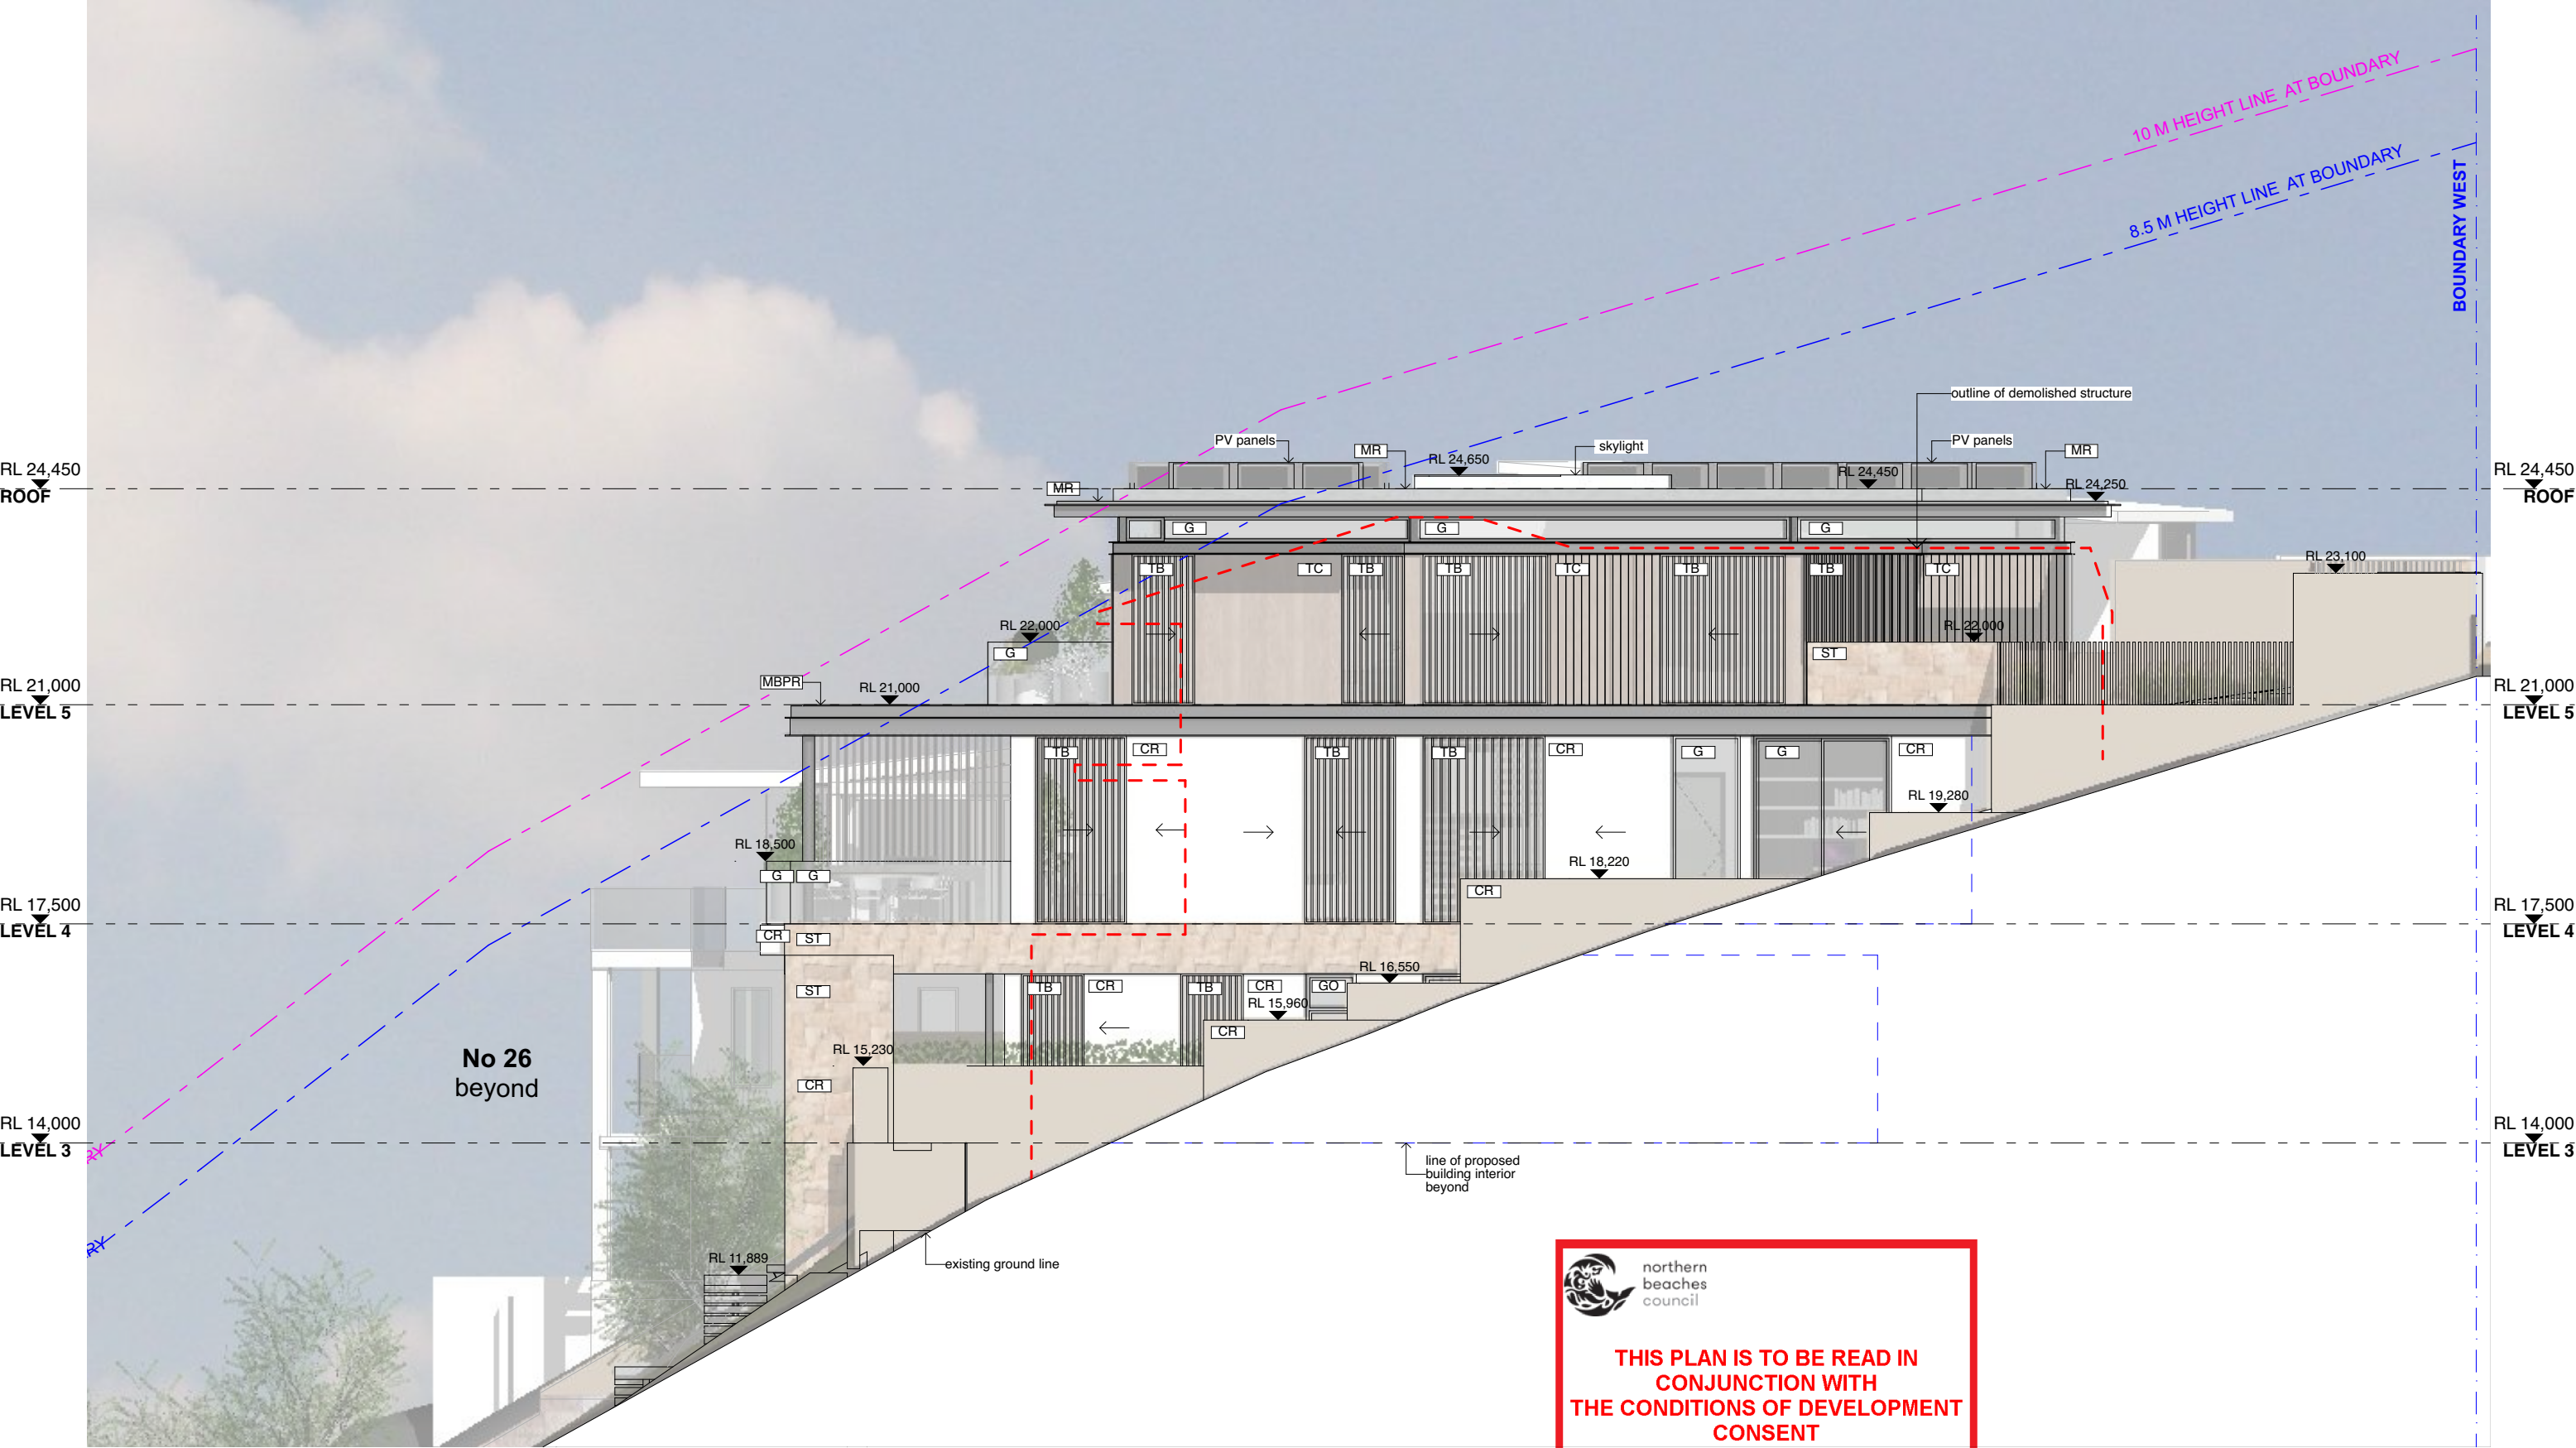 10 M HEIGHT LINE AT BOUNDARY
8.5 M HEIGHT LINE AT BOUNDARY
BOUNDARY WEST
outline of demolished structure
PV panels
MR
skylight
PV panels
MR
RL 24,450
ROOF
RL 24,650
RL 24,450
RL 24,450
ROOF
MR
RL 24,250
G
G
G
RL 23,100
TB
TC
TB
TB
TC
TB
TB
TC
RL 22,000
RL 22,000
G
ST
RL 21,000
LEVEL 5
MBPR
RL 21,000
RL 21,000
LEVEL 5
TB
CR
TB
TB
CR
G
G
CR
RL 19,280
RL 18,500
RL 18,220
G
G
CR
RL 17,500
LEVEL 4
RL 17,500
LEVEL 4
CR
ST
RL 16,550
ST
TB
CR
TB
CR
GO
RL 15,960
CR
RL 15,230
No 26
beyond
CR
RL 14,000
LEVEL 3
RL 14,000
LEVEL 3
RY
line of proposed
building interior
beyond
RY
RL 11,889
existing ground line
northern
beaches
council
THIS PLAN IS TO BE READ IN
CONJUNCTION WITH
THE CONDITIONS OF DEVELOPMENT
CONSENT